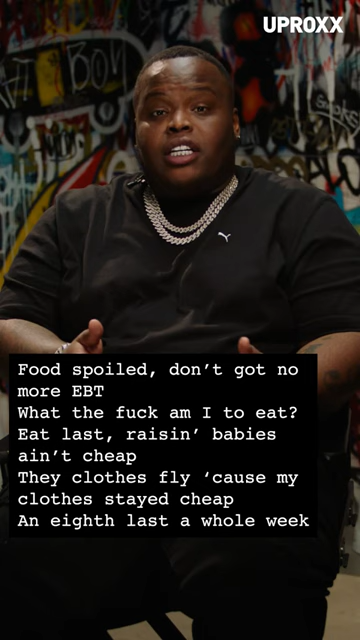 UPROXX
BOY
Food spoiled, don't got no
more EBT
What the fuck am I to eat?
Eat last, raisin' babies
ain't cheap
They clothes fly ‘cause my
clothes stayed cheap
An eighth last a whole week